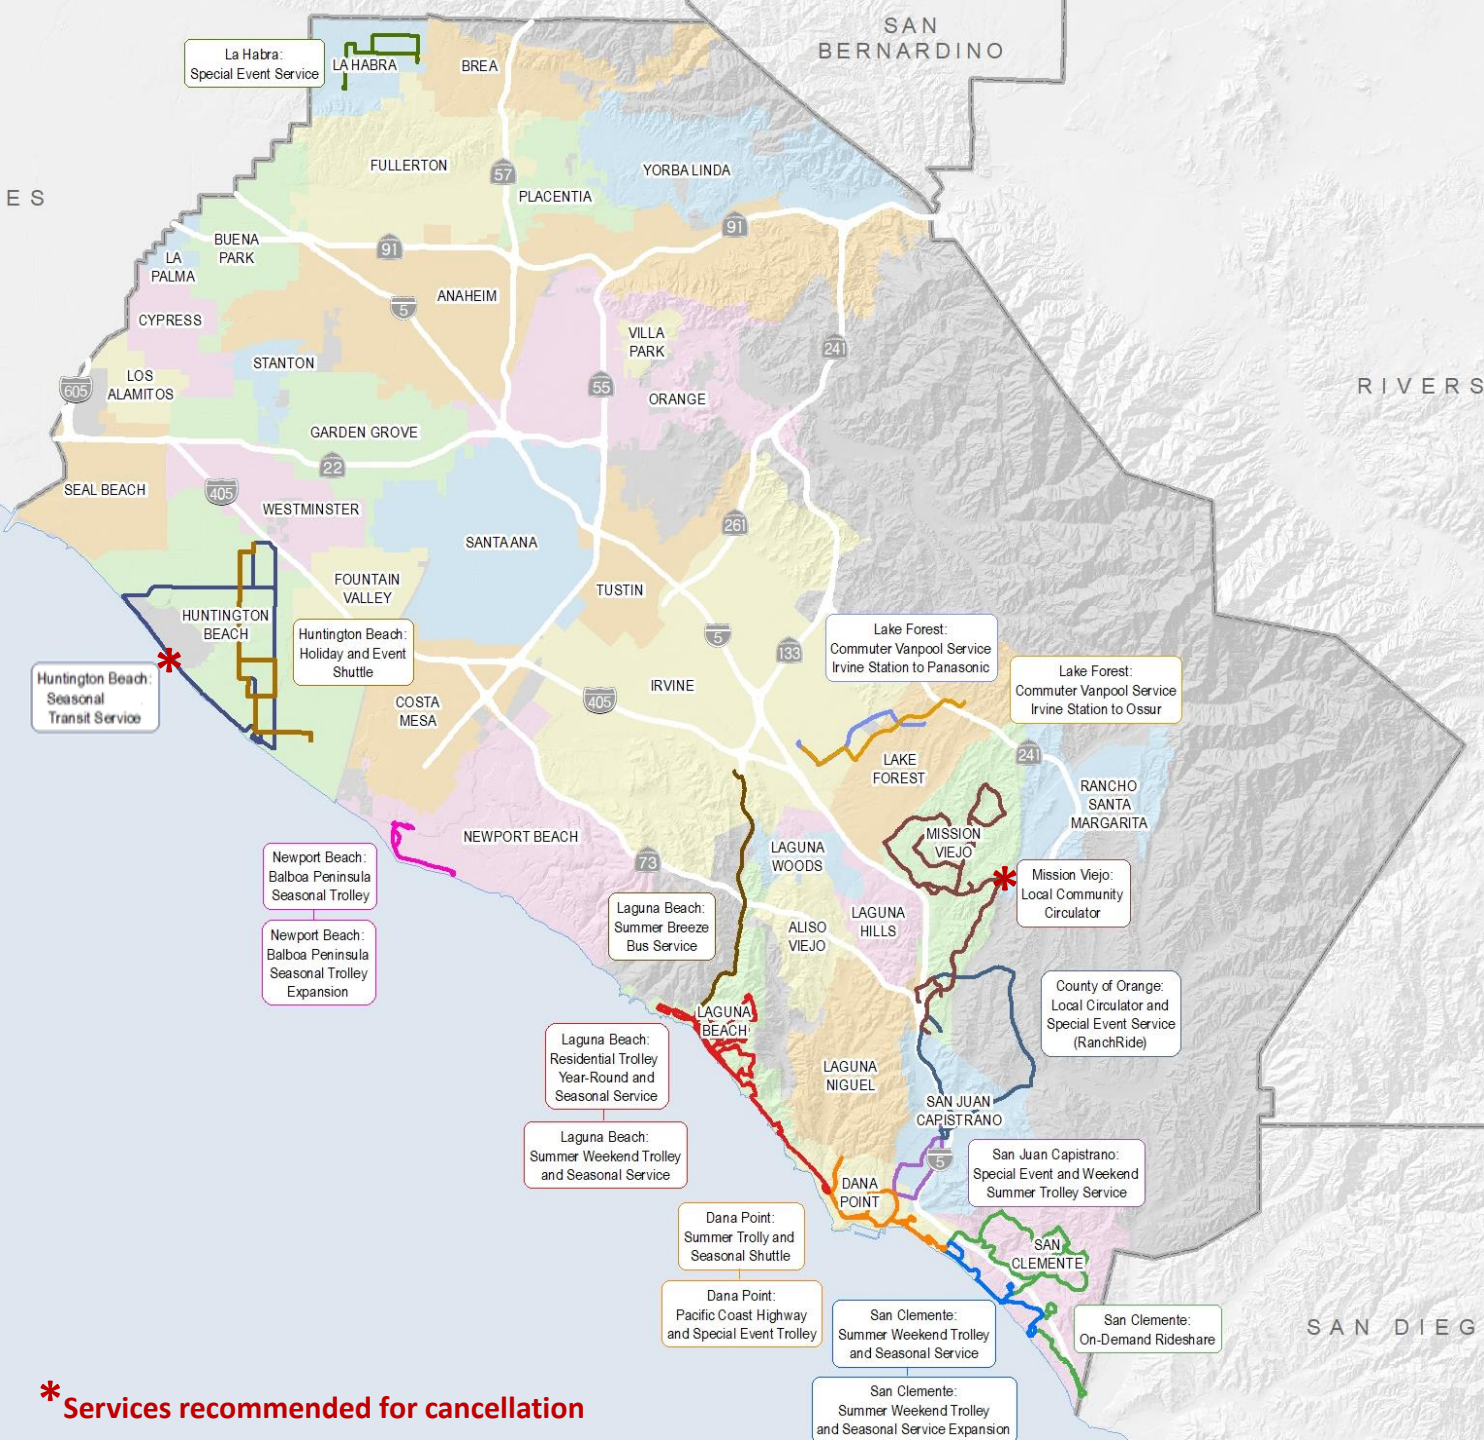 SAN
BERNARDINO
La Habra:
Special Event Service
LA HABRA
BREA
FULLERTON
57
YORBA LINDA
PLACENTIA
E S
91
BUENA
PARK
91
LA
PALMA
ANAHEIM
5
CYPRESS
VILLA
PARK
241
STANTON
LOS
ALAMITOS
605
55
ORANGE
RIVERS
GARDEN GROVE
22
SEAL BEACH
405
WESTMINSTER
261
SANTA ANA
FOUNTAIN
VALLEY
TUSTIN
HUNTINGTON
BEACH
Huntington Beach:
Holiday and Event
Shuttle
5
133
Lake Forest:
Commuter Vanpool Service
Irvine Station to Panasonic
*
Huntington Beach:
Seasonal
Transit Service
IRVINE
405
COSTA
MESA
Lake Forest:
Commuter Vanpool Service
Irvine Station to Ossur
LAKE
FOREST
241
RANCHO
SANTA
MARGARITA
NEWPORT BEACH
MISSION
VIEJO
LAGUNA
WOODS
73
Newport Beach:
Balboa Peninsula
Seasonal Trolley
*
Mission Viejo:
Local Community
Circulator
Laguna Beach:
Summer Breeze
Bus Service
LAGUNA
HILLS
ALISO
VIEJO
Newport Beach:
Balboa Peninsula
Seasonal Trolley
Expansion
County of Orange:
Local Circulator and
Special Event Service
(RanchRide)
LAGUNA
BEACH
Laguna Beach:
Residential Trolley
Year-Round and
Seasonal Service
LAGUNA
NIGUEL
SAN JUAN
CAPISTRANO
Laguna Beach:
Summer Weekend Trolley
and Seasonal Service
5
San Juan Capistrano:
Special Event and Weekend
Summer Trolley Service
DANA
POINT
Dana Point:
Summer Trolly and
Seasonal Shuttle
SAN
CLEMENTE
Dana Point:
Pacific Coast Highway
and Special Event Trolley
San Clemente:
Summer Weekend Trolley
and Seasonal Service
San Clemente:
On-Demand Rideshare
SAN DIEG
San Clemente:
Summer Weekend Trolley
and Seasonal Service Expansion
*Services recommended for cancellation